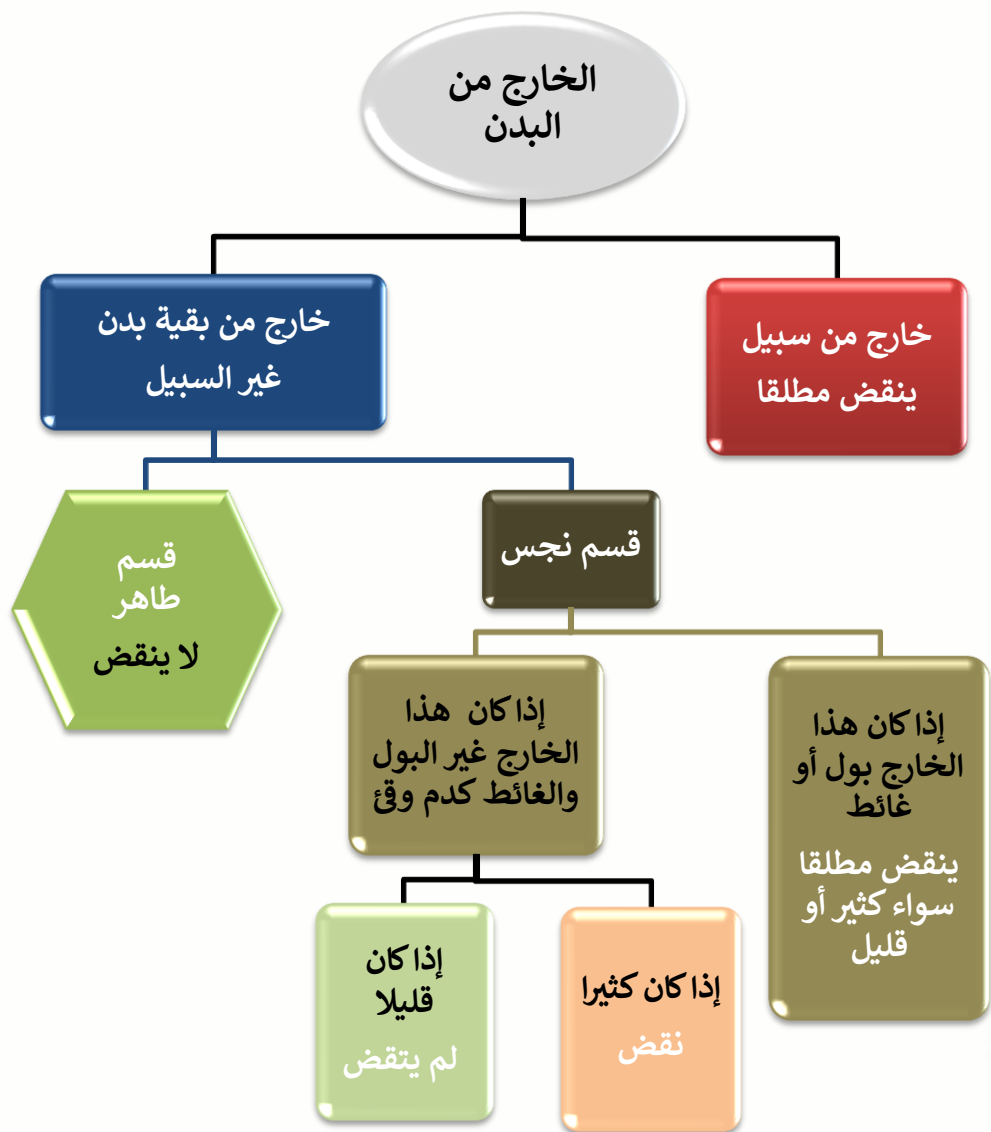 الخارج من
البدن
خارج من سبيل
ينقض مطلقا
خارج من بقية بدن
غير السبيل
قسم نجس
قسم
طاهر
لا ينقض
إذا كان هذا
الخارج بول أو
غائط
ينقض مطلقا
سواء كثير أو
قليل
إذا كان هذا
الخارج غير البول
والغائط كدم وقئ
إذا كان كثيرا
نقض
إذا كان
قليلا
لم يتقض